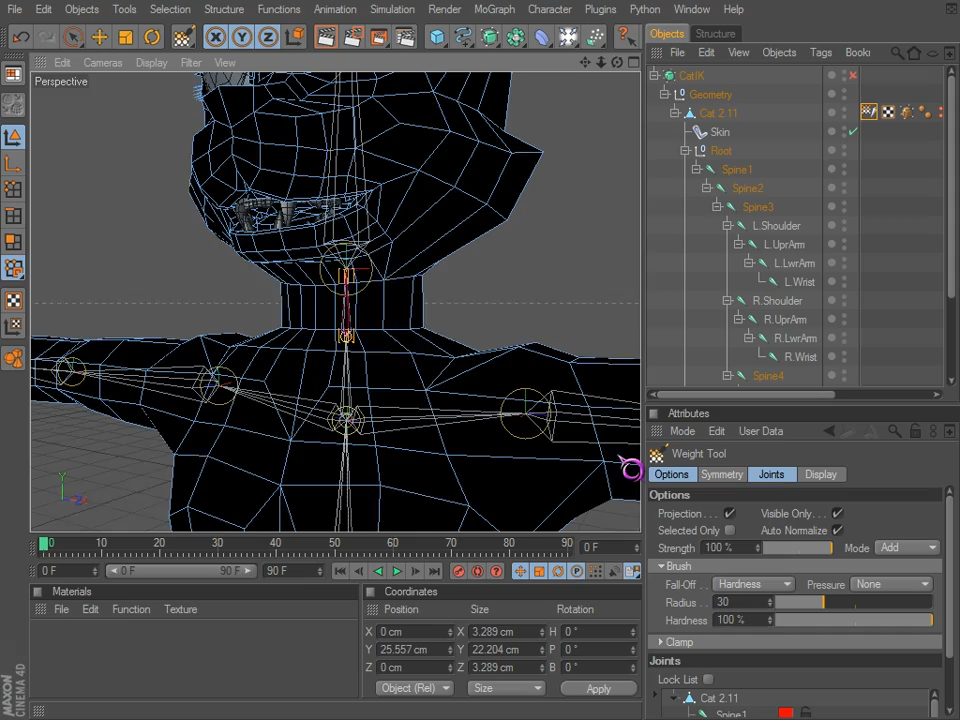 File Edit Objects Tools Selection Structure Functions Animation Simulation Render MoGraph Character Plugins Python Window Help
Objects Structure
Edit Cameras Display Filter View
File Edit View Objects Tags Booki
Perspective
CatIK
Geometry
Cat 2.11
Skin
Root
Spine1
Spine2
Spine3
L.Shoulder
L.UprArm
L.LwrArm
L.Wrist
R.Shoulder
R.UprArm
R.LwrArm
R.Wrist
Spine4
Attributes
Mode Edit User Data
Weight Tool
Options Symmetry Joints Display
Options
Projection . . . Visible Only . . .
Selected Only Auto Normalize
Strength 100 % Mode Add
Brush
Fall-Off . . Hardness Pressure None
Radius . . 30
Hardness 100 %
Clamp
Joints
Lock List
Cat 2.11
Spine1
0 10 20 30 40 50 60 70 80 90 0 F
0 F 0 F 90 F 90 F
Materials
File Edit Function Texture
Coordinates
Position Size Rotation
X 0 cm X 3.289 cm H 0 °
Y 25.557 cm Y 22.204 cm P 0 °
Z 0 cm Z 3.289 cm B 0 °
Object (Rel) Size Apply
MAXON
CINEMA 4D
Y
Z
X Y Z
P